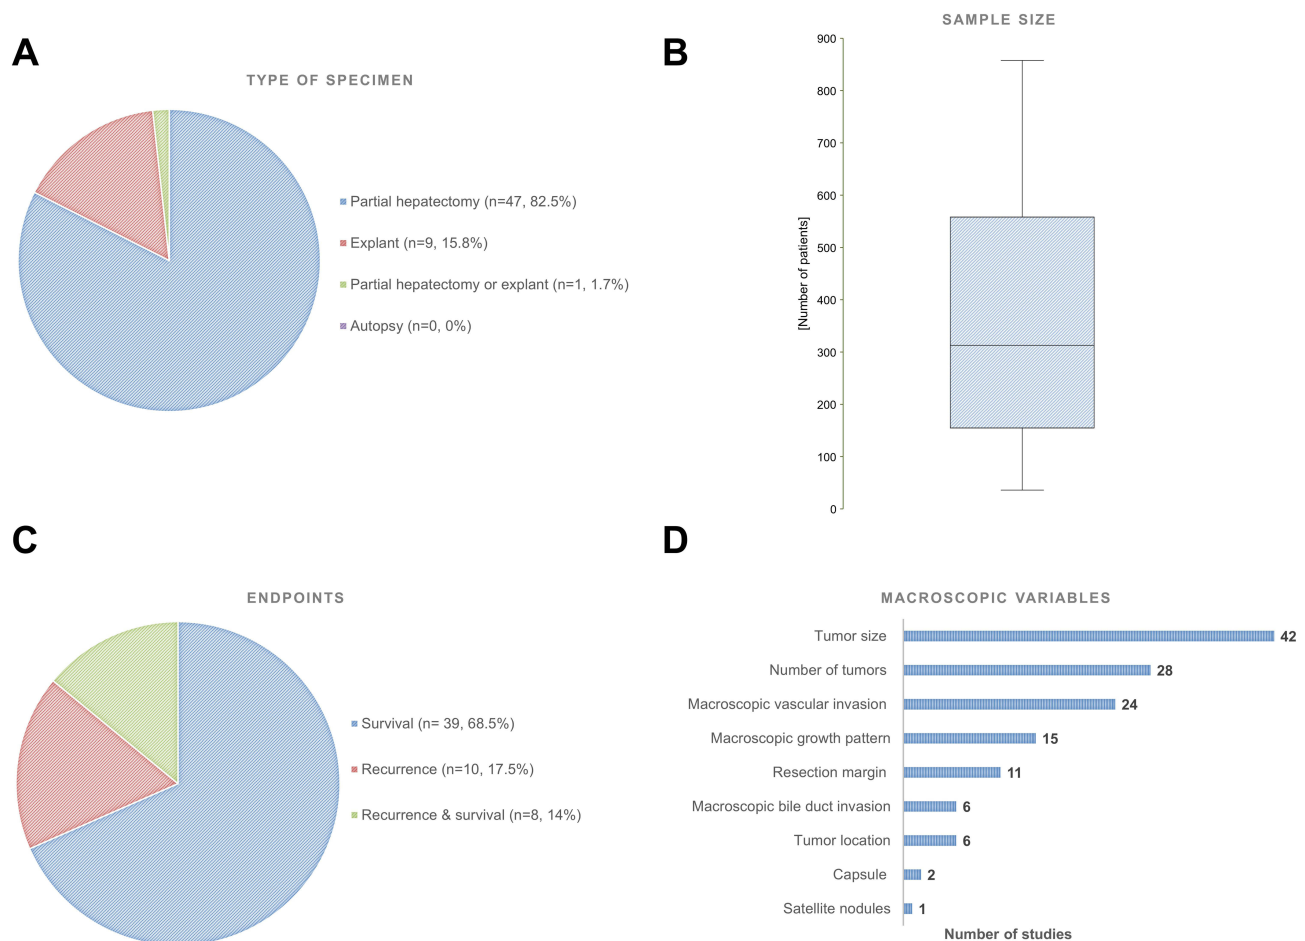 A
TYPE OF SPECIMEN
Partial hepatectomy (n=47, 82.5%)
Explant (n=9, 15.8%)
Partial hepatectomy or explant (n=1, 1.7%)
Autopsy (n=0, 0%)
B
SAMPLE SIZE
[Number of patients]
900
800
700
600
500
400
300
200
100
0
C
ENDPOINTS
Survival (n= 39, 68.5%)
Recurrence (n=10, 17.5%)
Recurrence & survival (n=8, 14%)
D
MACROSCOPIC VARIABLES
Tumor size 42
Number of tumors 28
Macroscopic vascular invasion 24
Macroscopic growth pattern 15
Resection margin 11
Macroscopic bile duct invasion 6
Tumor location 6
Capsule 2
Satellite nodules 1
Number of studies